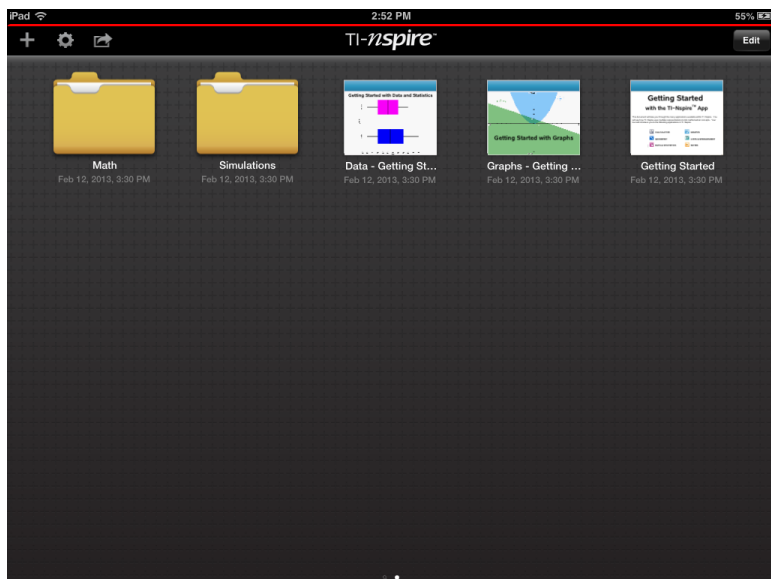 iPad 2:52 PM 55%
TI-nspire™
Edit
Getting Started with Data and Statistics
Getting Started with Graphs
Getting Started
with the TI-Nspire™ App
Math
Simulations
Data - Getting St...
Graphs - Getting ...
Getting Started
Feb 12, 2013, 3:30 PM
Feb 12, 2013, 3:30 PM
Feb 12, 2013, 3:30 PM
Feb 12, 2013, 3:30 PM
Feb 12, 2013, 3:30 PM